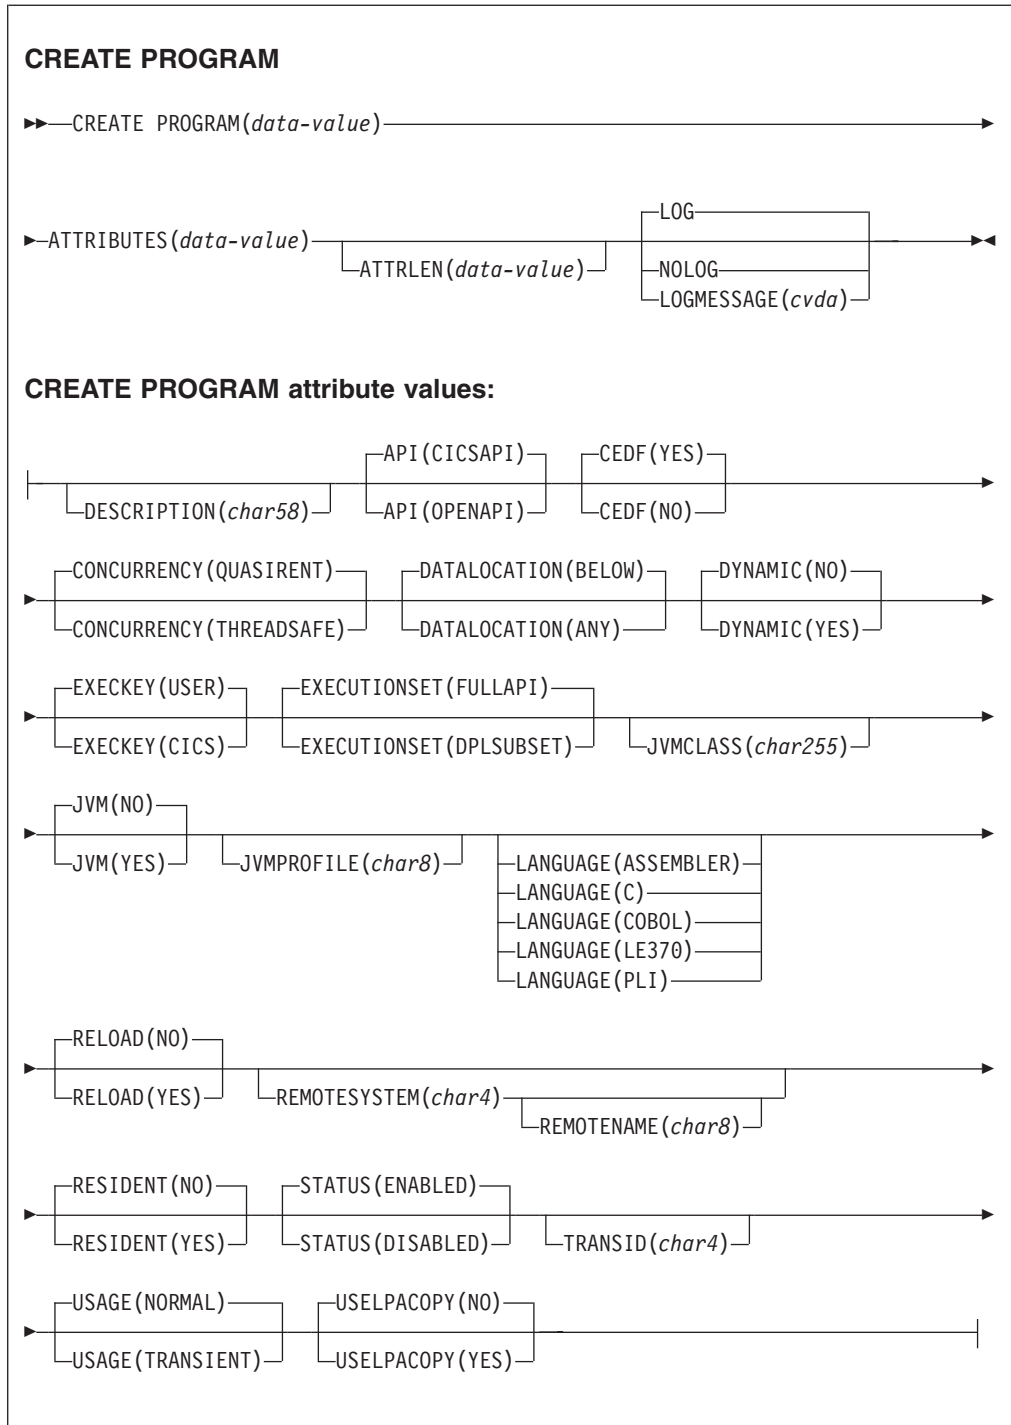 CREATE PROGRAM
CREATE PROGRAM(data-value)
LOG
ATTRIBUTES(data-value)
ATTRLEN(data-value)
NOLOG
LOGMESSAGE(cvda)
CREATE PROGRAM attribute values:
API(CICSAPI) CEDF(YES)
DESCRIPTION(char58) API(OPENAPI) CEDF(NO)
CONCURRENCY(QUASIRENT) DATALOCATION(BELOW) DYNAMIC(NO)
CONCURRENCY(THREADSAFE) DATALOCATION(ANY) DYNAMIC(YES)
EXECKEY(USER) EXECUTIONSET(FULLAPI)
EXECKEY(CICS) EXECUTIONSET(DPLSUBSET) JVMCLASS(char255)
JVM(NO)
JVM(YES) JVMPROFILE(char8) LANGUAGE(ASSEMBLER)
LANGUAGE(C)
LANGUAGE(COBOL)
LANGUAGE(LE370)
LANGUAGE(PLI)
RELOAD(NO)
RELOAD(YES) REMOTESYSTEM(char4)
REMOTENAME(char8)
RESIDENT(NO) STATUS(ENABLED)
RESIDENT(YES) STATUS(DISABLED) TRANSID(char4)
USAGE(NORMAL) USELPACOPY(NO)
USAGE(TRANSIENT) USELPACOPY(YES)